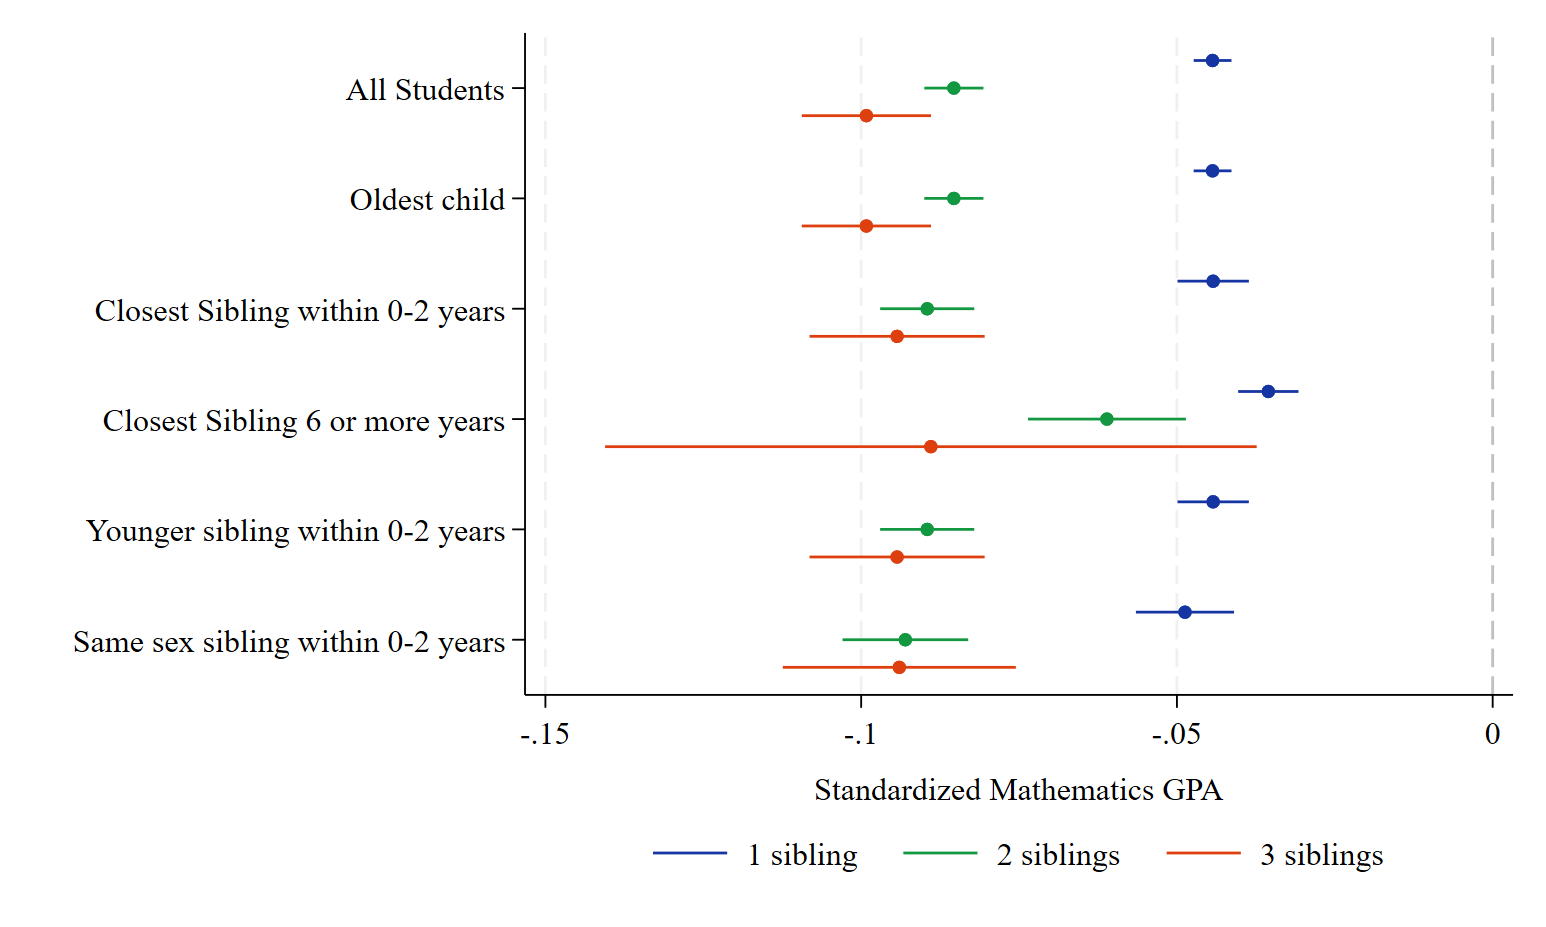 All Students
Oldest child
Closest Sibling within 0-2 years
Closest Sibling 6 or more years
Younger sibling within 0-2 years
Same sex sibling within 0-2 years
-.15 -.1 -.05 0
Standardized Mathematics GPA
1 sibling 2 siblings 3 siblings